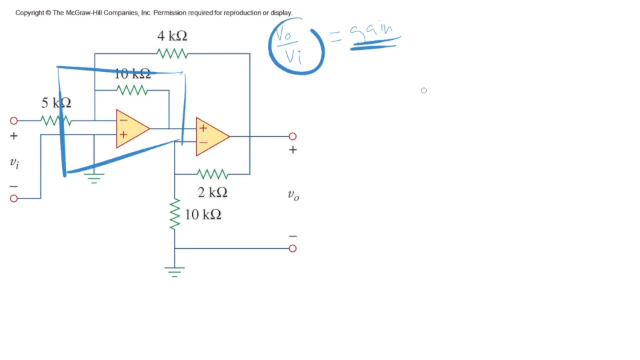 Copyright © The McGraw-Hill Companies, Inc. Permission required for reproduction or display.
4 kΩ
Vo
Vi
= gain
10 kΩ
5 kΩ
−
+
+
−
+
+
vi
−
2 kΩ
vo
10 kΩ
−